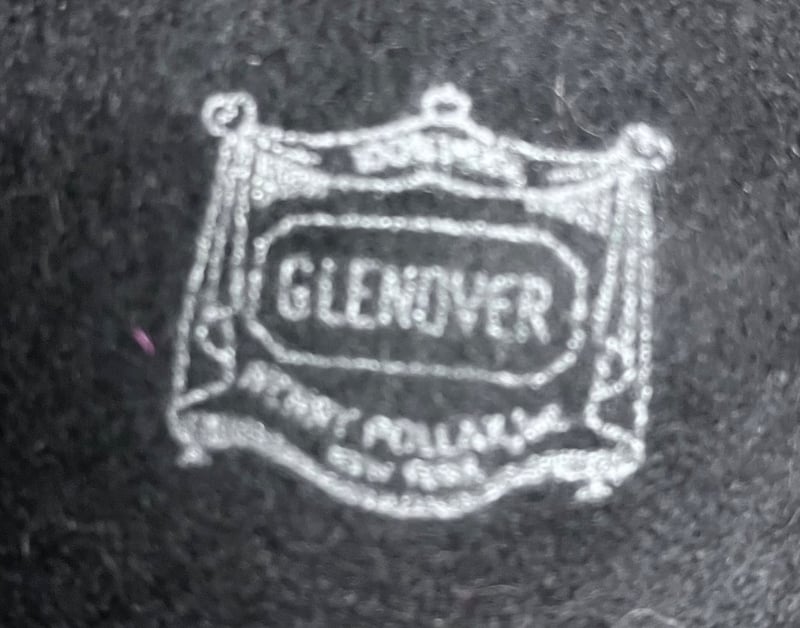 GLENOVER
HENRY POLLAK, Inc
NEW YORK